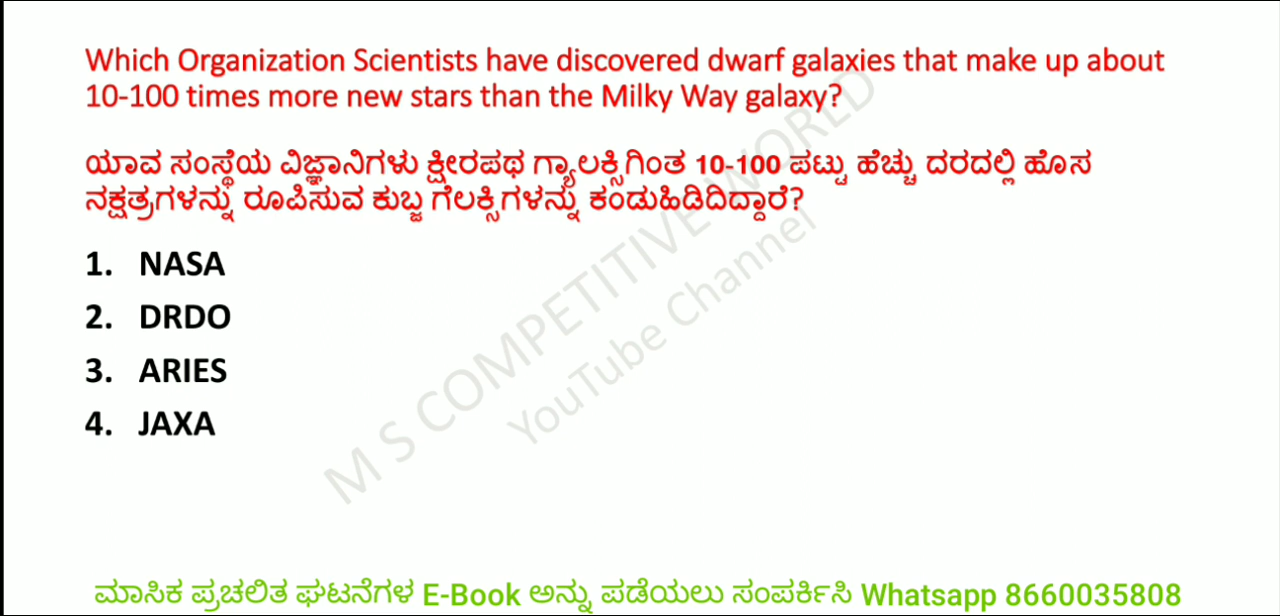 Which Organization Scientists have discovered dwarf galaxies that make up about
10-100 times more new stars than the Milky Way galaxy?
ಯಾವ ಸಂಸ್ಥೆಯ ವಿಜ್ಞಾನಿಗಳು ಕ್ಷೀರಪಥ ಗ್ಯಾಲಕ್ಸಿಗಿಂತ 10-100 ಪಟ್ಟು ಹೆಚ್ಚು ದರದಲ್ಲಿ ಹೊಸ
ನಕ್ಷತ್ರಗಳನ್ನು ರೂಪಿಸುವ ಕುಬ್ಜ ಗೆಲಕ್ಸಿಗಳನ್ನು ಕಂಡುಹಿಡಿದಿದ್ದಾರೆ?
1. NASA
2. DRDO
3. ARIES
4. JAXA
M S COMPETITIVE WORLD
YouTube Channel
ಮಾಸಿಕ ಪ್ರಚಲಿತ ಘಟನೆಗಳ E-Book ಅನ್ನು ಪಡೆಯಲು ಸಂಪರ್ಕಿಸಿ Whatsapp 8660035808